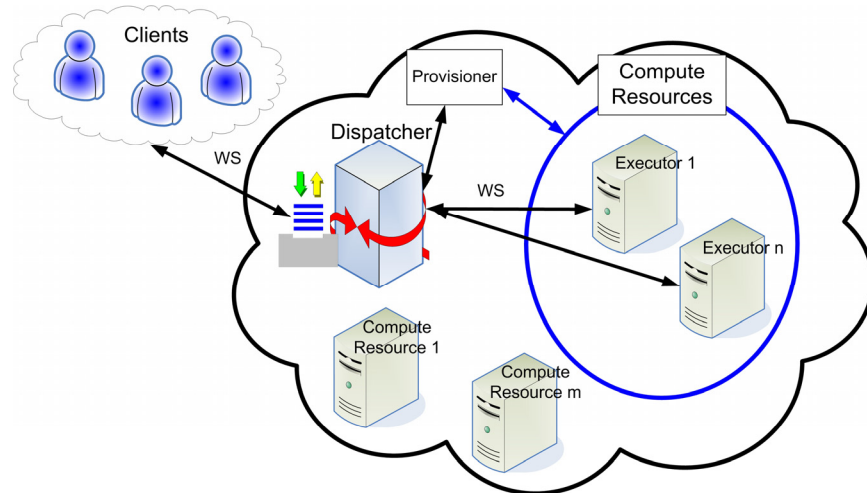 Clients
Provisioner
Compute
Resources
Dispatcher
WS
WS
Executor 1
Executor n
Compute
Resource 1
Compute
Resource m